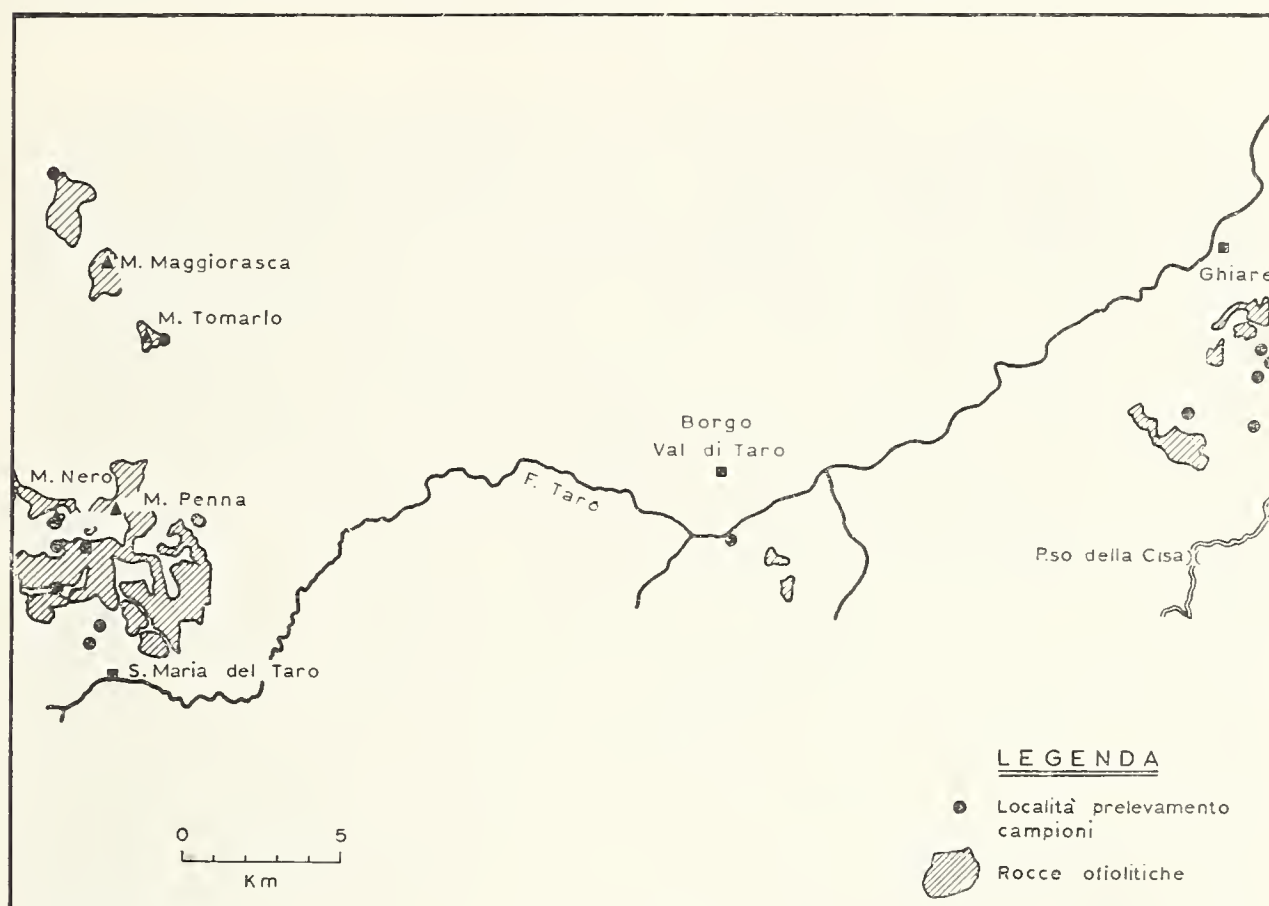 M. Maggiorasca
M. Tomarlo
Ghiare
Borgo
Val di Taro
M. Nero
M. Penna
F. Taro
P.so della Cisa
S. Maria del Taro
LEGENDA
Località prelevamento
campioni
Rocce ofiolitiche
0 5
Km